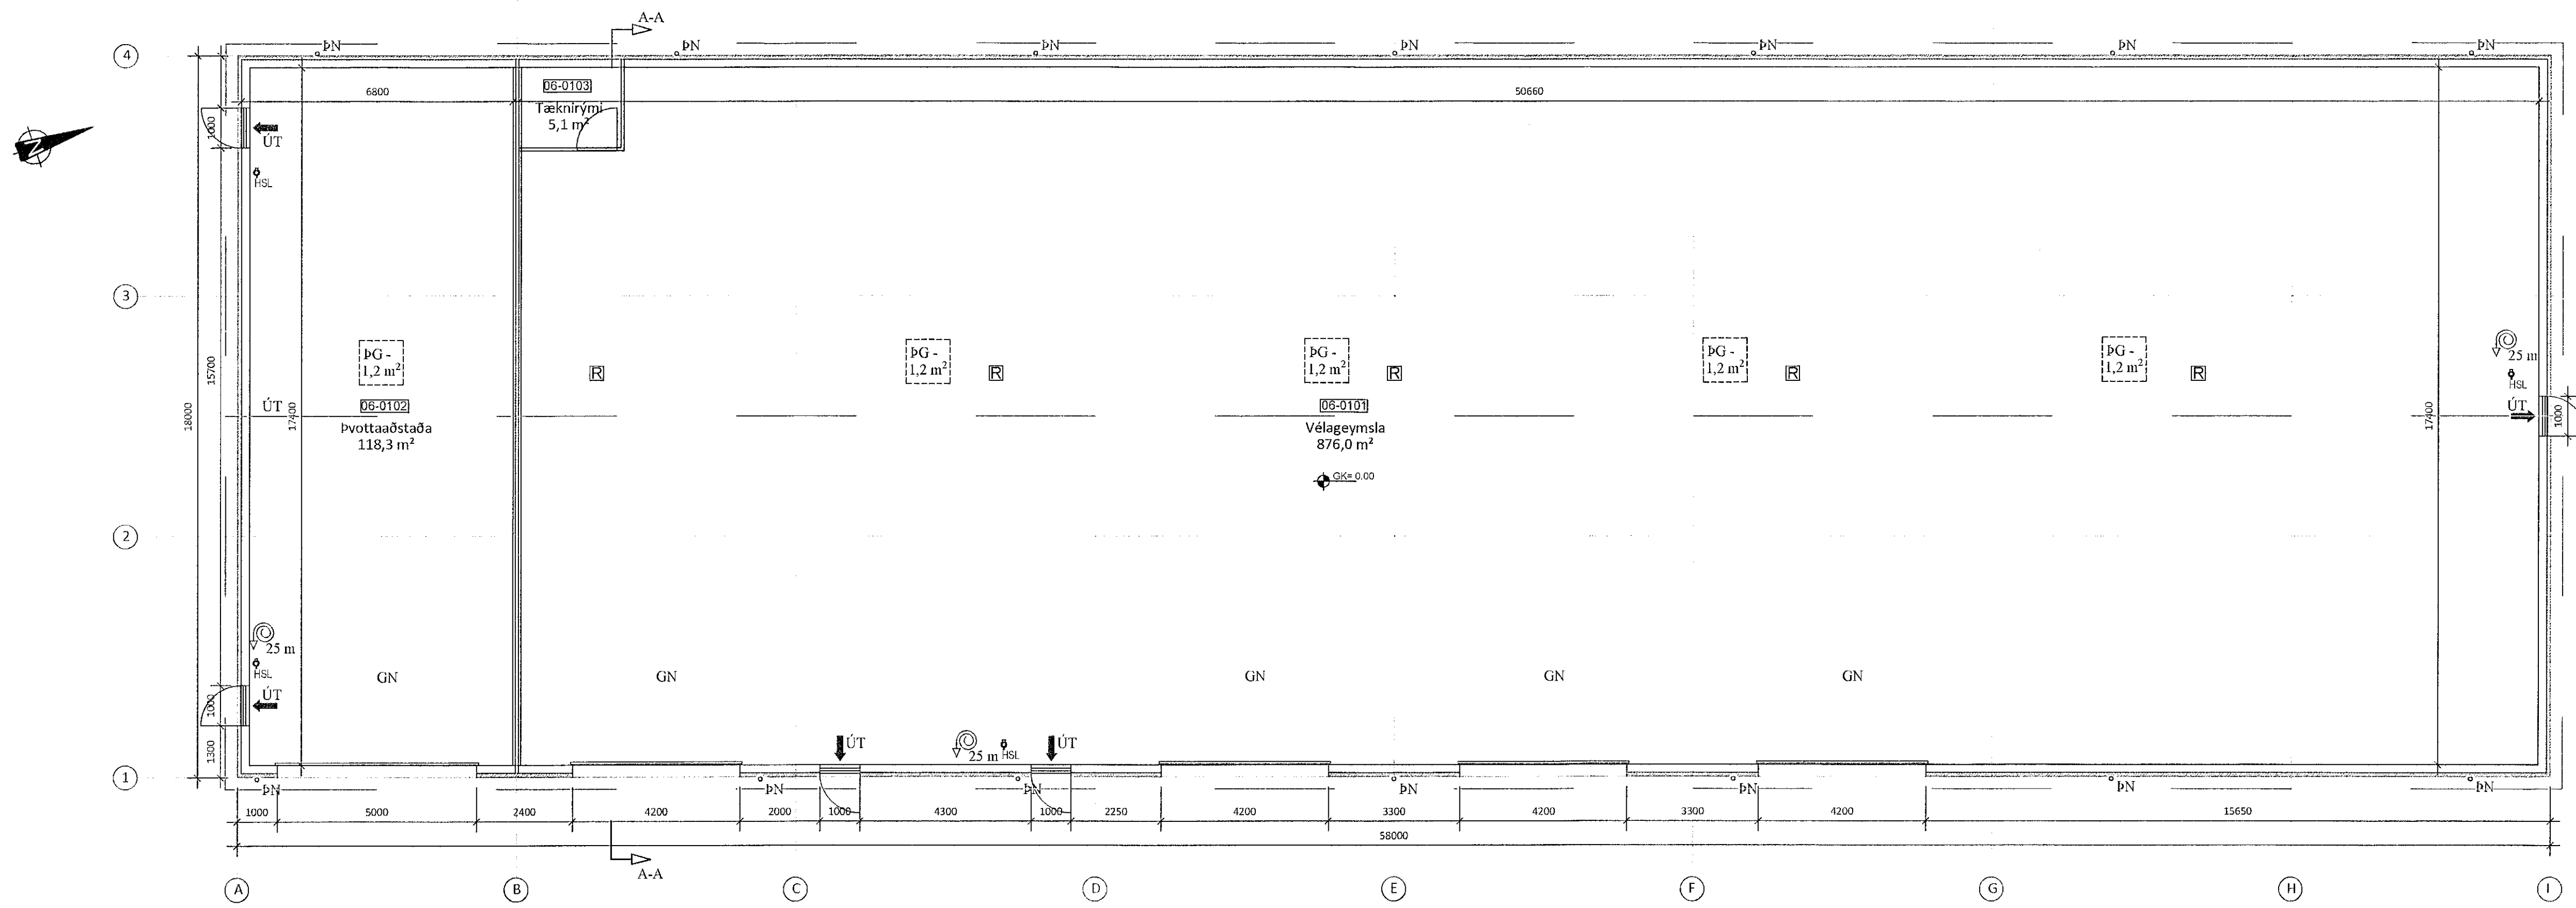 A-A
4
ÞN
ÞN
ÞN
ÞN
ÞN
ÞN
ÞN
6800
50660
06-0103
Tæknirými
5,1 m²
1000
ÚT
N
HSL
3
15700
18000
17400
17400
ÞG -
1,2 m²
ÞG -
1,2 m²
ÞG -
1,2 m²
ÞG -
1,2 m²
ÞG -
1,2 m²
R
R
R
R
R
25 m
HSL
ÚT
1000
ÚT
06-0102
Þvottaaðstaða
118,3 m²
06-0101
Vélageymsla
876,0 m²
GK= 0.00
2
25 m
HSL
ÚT
1000
1300
GN
GN
GN
GN
GN
ÚT
25 m
HSL
ÚT
1
ÞN
ÞN
ÞN
ÞN
ÞN
ÞN
ÞN
1000
5000
2400
4200
2000
1000
4300
1000
2250
4200
3300
4200
3300
4200
15650
58000
A-A
A
B
C
D
E
F
G
H
I